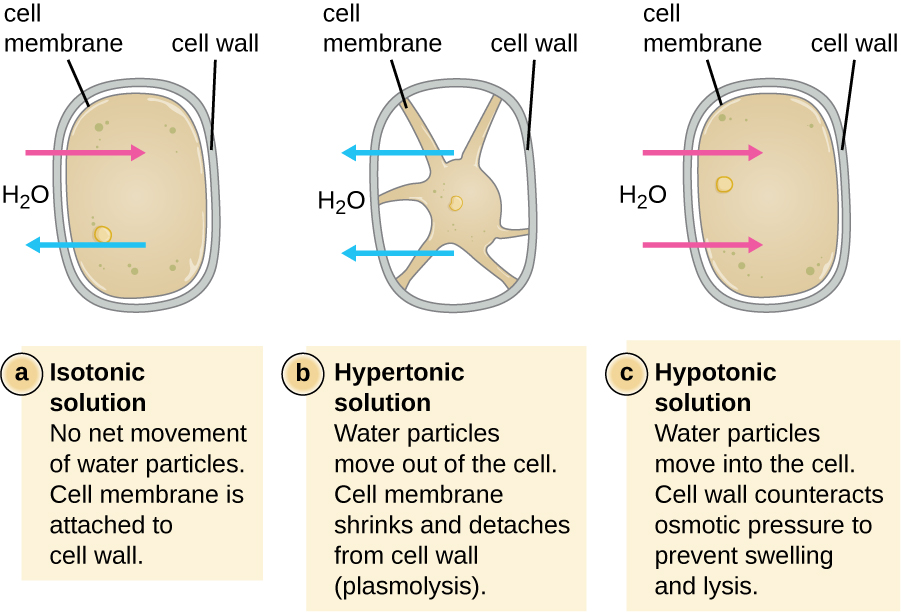 cell
membrane
cell wall
cell
membrane
cell wall
cell
membrane
cell wall
H₂O
H₂O
H₂O
a
Isotonic
solution
No net movement
of water particles.
Cell membrane is
attached to
cell wall.
b
Hypertonic
solution
Water particles
move out of the cell.
Cell membrane
shrinks and detaches
from cell wall
(plasmolysis).
c
Hypotonic
solution
Water particles
move into the cell.
Cell wall counteracts
osmotic pressure to
prevent swelling
and lysis.